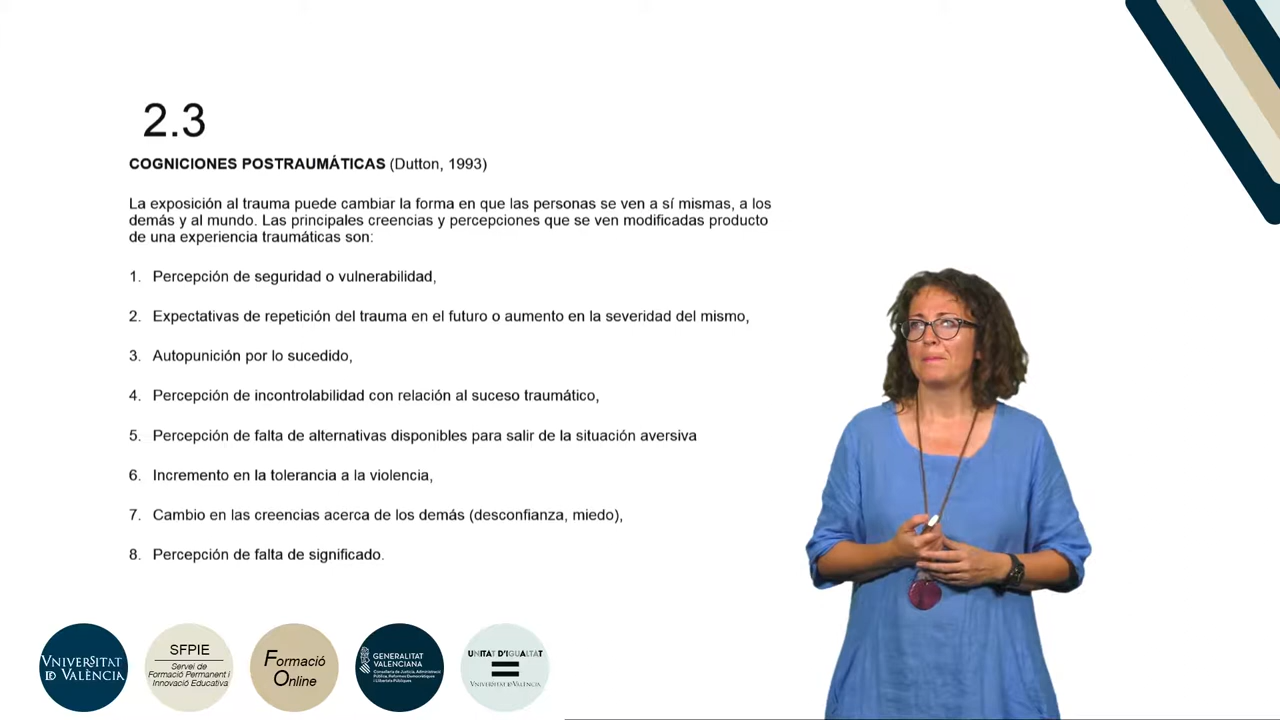 2.3
COGNICIONES POSTRAUMÁTICAS (Dutton, 1993)
La exposición al trauma puede cambiar la forma en que las personas se ven a sí mismas, a los
demás y al mundo. Las principales creencias y percepciones que se ven modificadas producto
de una experiencia traumáticas son:
1. Percepción de seguridad o vulnerabilidad,
2. Expectativas de repetición del trauma en el futuro o aumento en la severidad del mismo,
3. Autopunición por lo sucedido,
4. Percepción de incontrolabilidad con relación al suceso traumático,
5. Percepción de falta de alternativas disponibles para salir de la situación aversiva
6. Incremento en la tolerancia a la violencia,
7. Cambio en las creencias acerca de los demás (desconfianza, miedo),
8. Percepción de falta de significado.
VNIVERSITAT
ID VALÈNCIA
SFPIE
Servei de
Formació Permanent i
Innovació Educativa
Formació
Online
GENERALITAT
VALENCIANA
Conselleria de Justícia, Administració
Pública, Reformes Democràtiques
i Llibertats Públiques
UNITAT D'IGUALTAT
VNIVERSITAT ID VALÈNCIA